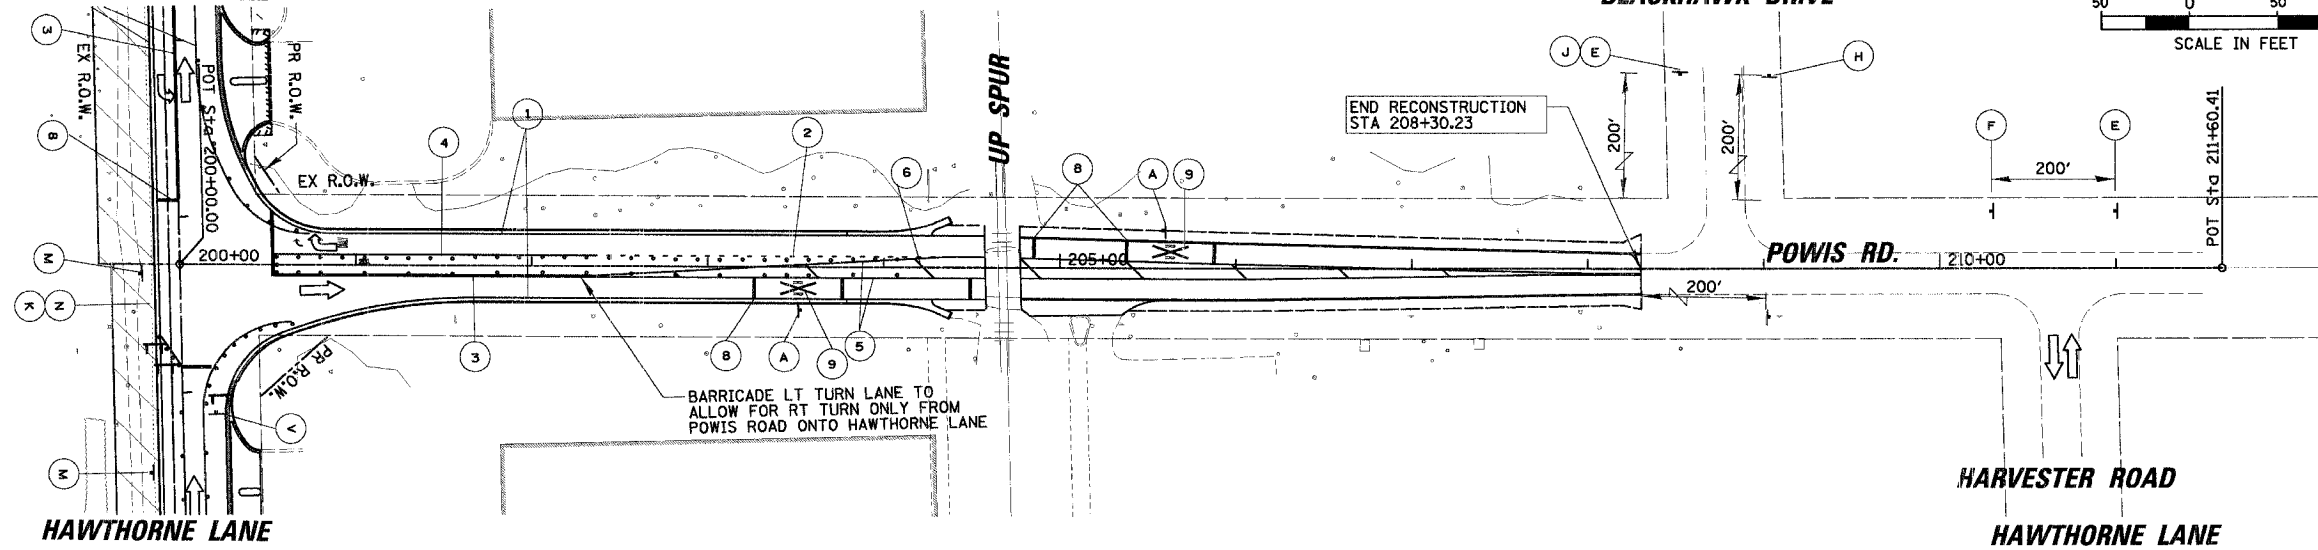 BLACKHAWK DRIVE
50 0 50
SCALE IN FEET
3
EX R.O.W.
POT Sta 200+00.00
PR R.O.W.
8
4
1
2
6
UP SPUR
8
A
9
END RECONSTRUCTION
STA 208+30.23
J
E
H
200'
200'
F
E
200'
POT Sta 211+60.41
EX R.O.W.
M
200+00
205+00
POWIS RD.
210+00
200'
K
N
3
8
A
9
5
PR R.O.W.
BARRICADE LT TURN LANE TO
ALLOW FOR RT TURN ONLY FROM
POWIS ROAD ONTO HAWTHORNE LANE
V
M
HAWTHORNE LANE
HARVESTER ROAD
HAWTHORNE LANE